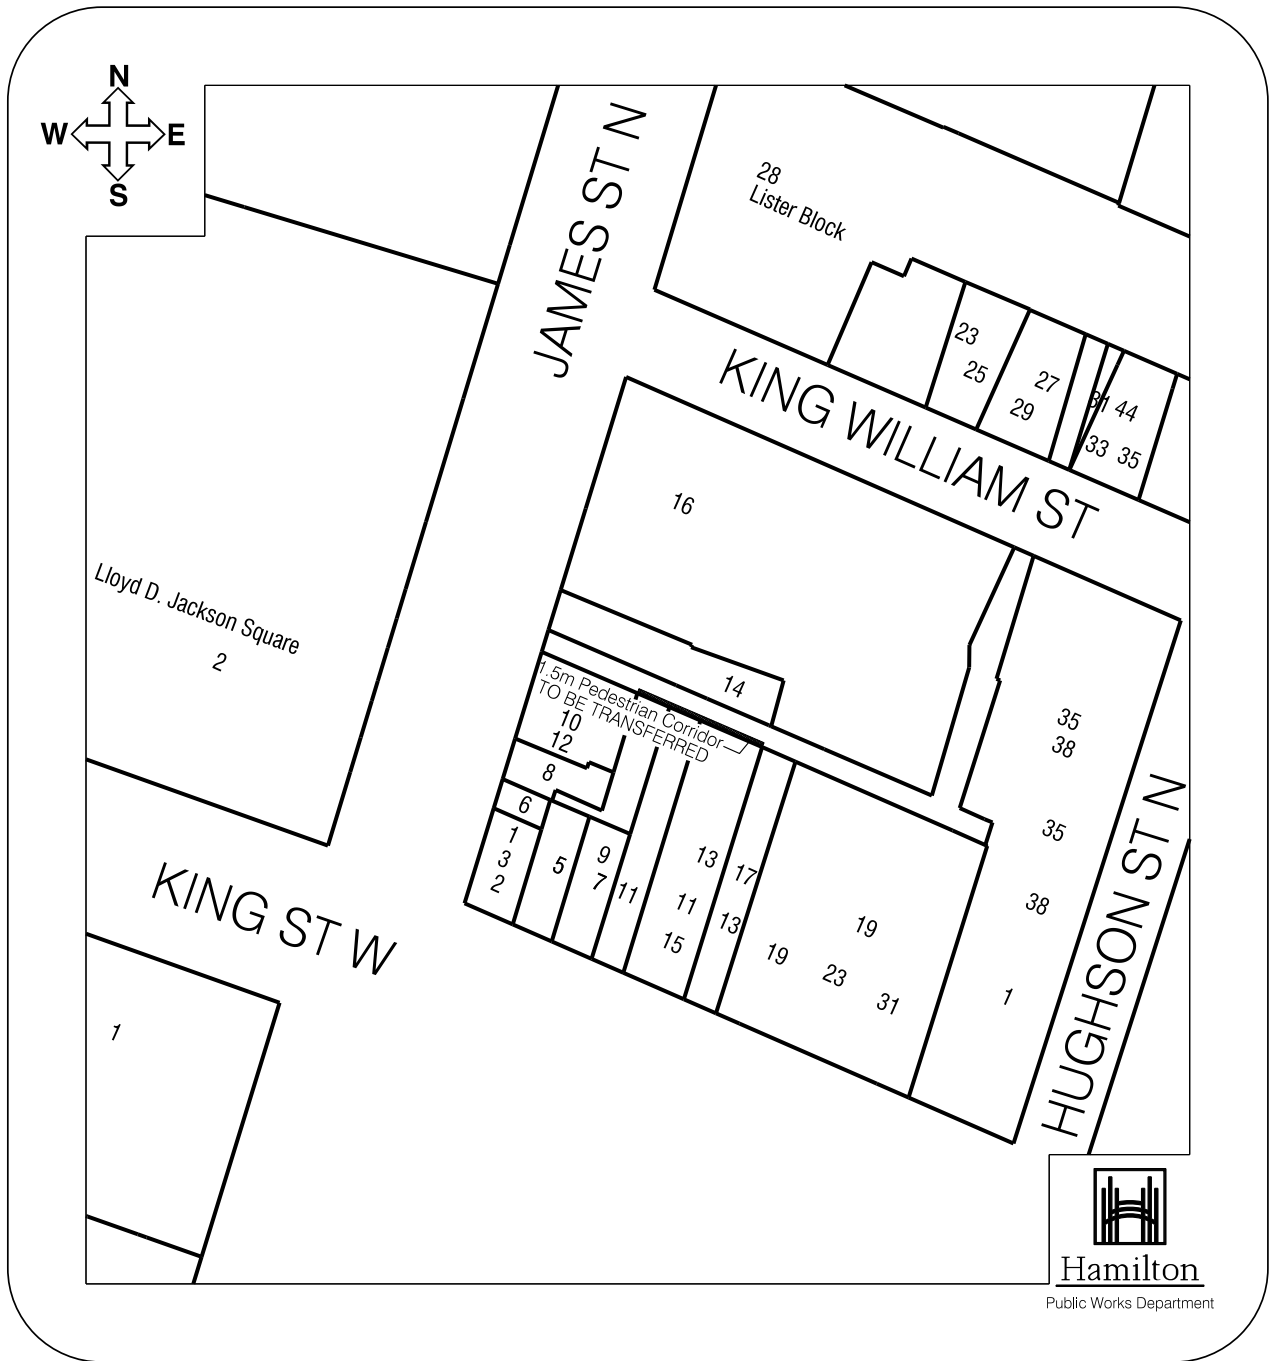 N
W E
S
JAMES ST N
28
Lister Block
23
25
27
29
31
44
33
35
KING WILLIAM ST
16
Lloyd D. Jackson Square
2
14
1.5m Pedestrian Corridor
TO BE TRANSFERRED
10
12
8
6
1
3
2
5
9
7
11
13
11
15
17
13
19
19
23
31
35
38
35
38
1
HUGHSON ST N
KING ST W
1
Hamilton
Public Works Department